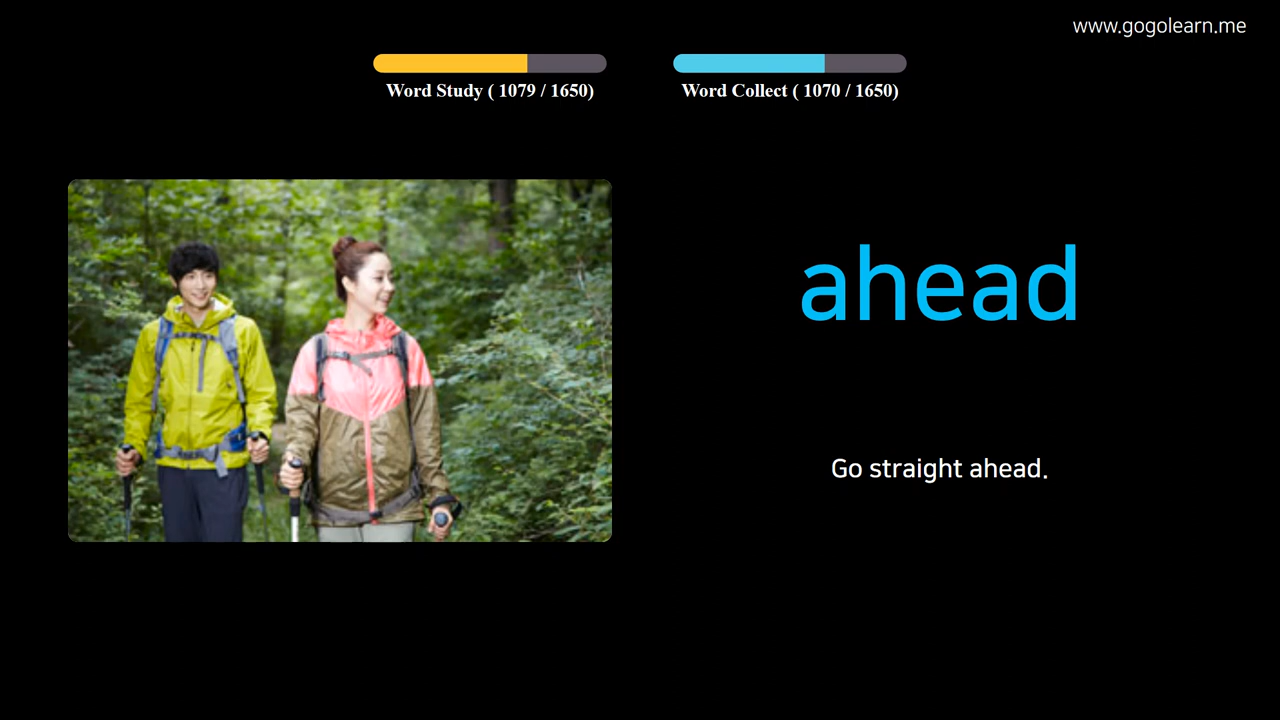 www.gogolearn.me
Word Study ( 1079 / 1650)
Word Collect ( 1070 / 1650)
ahead
Go straight ahead.